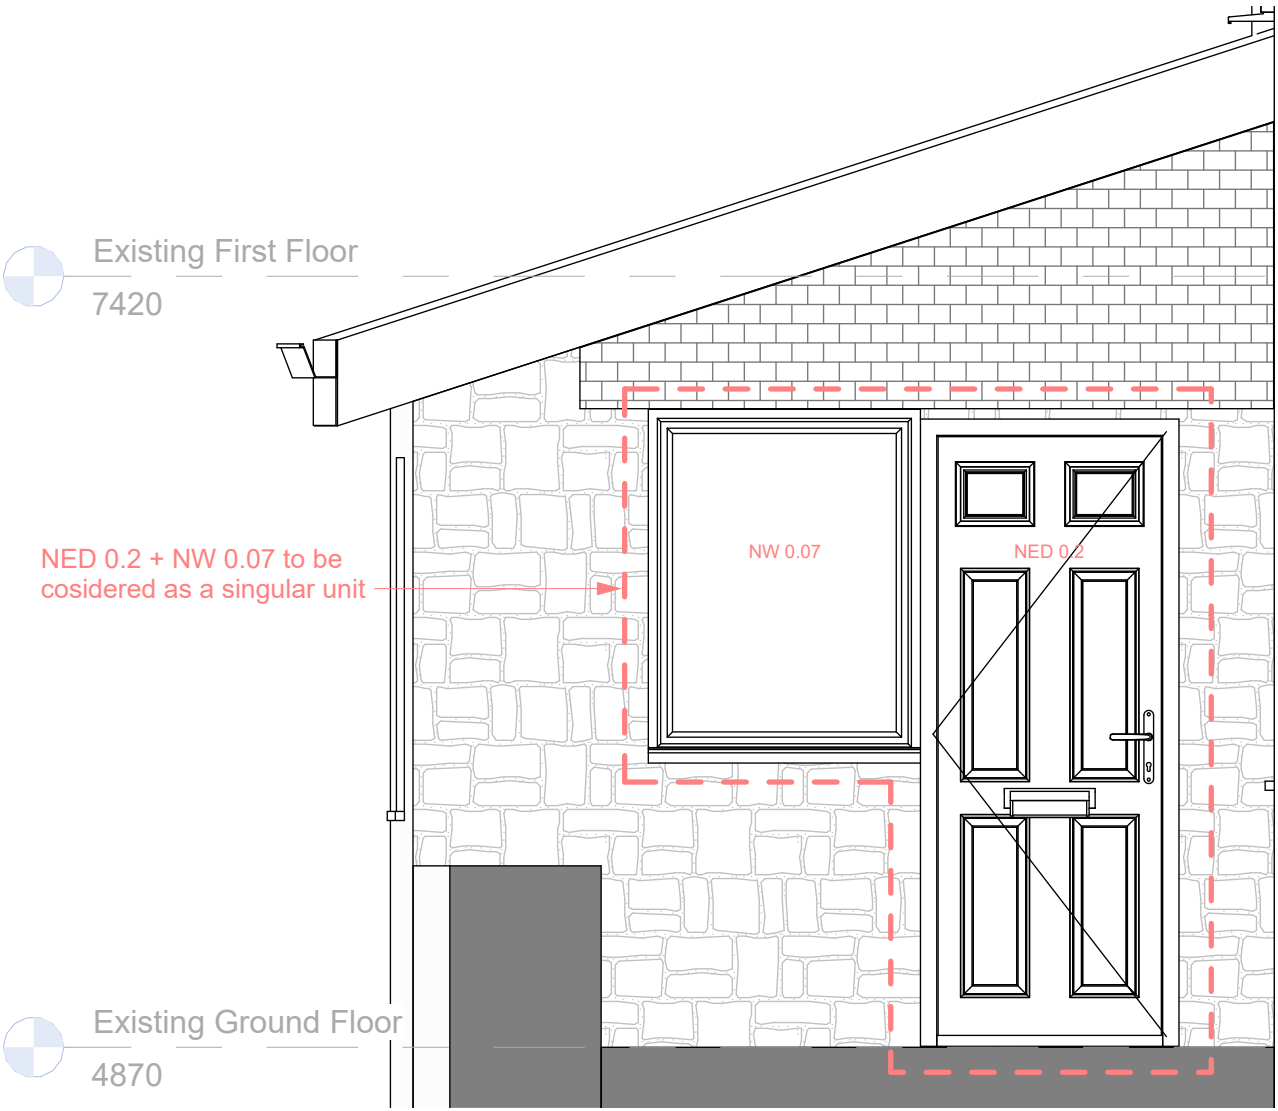 Existing First Floor
7420
NED 0.2 + NW 0.07 to be
cosidered as a singular unit
NW 0.07
NED 0.2
Existing Ground Floor
4870